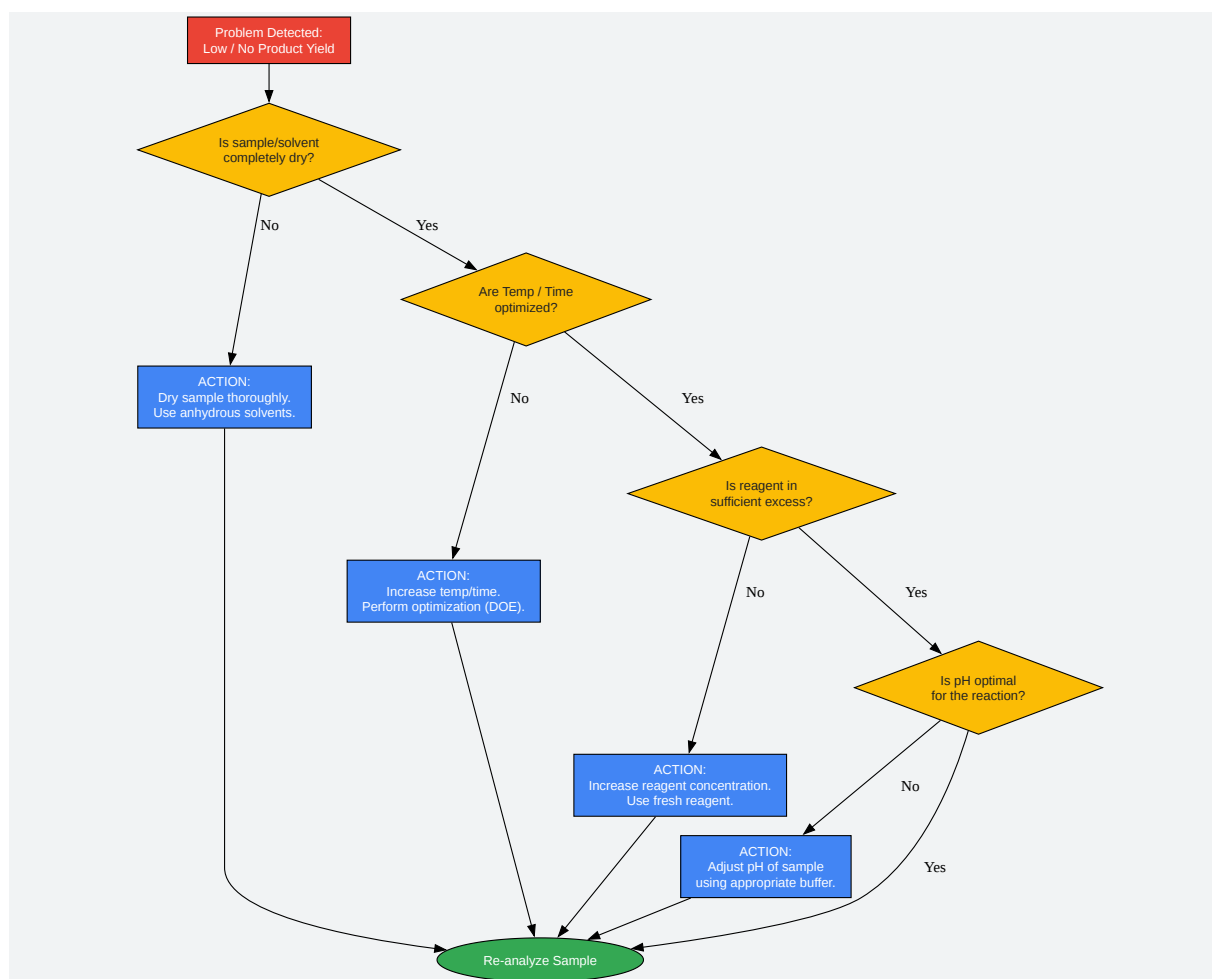 Problem Detected:
Low / No Product Yield
Is sample/solvent
completely dry?
No
Yes
Are Temp / Time
optimized?
ACTION:
Dry sample thoroughly.
Use anhydrous solvents.
No
Yes
Is reagent in
sufficient excess?
ACTION:
Increase temp/time.
Perform optimization (DOE).
No
Yes
Is pH optimal
for the reaction?
ACTION:
Increase reagent concentration.
Use fresh reagent.
No
ACTION:
Adjust pH of sample
using appropriate buffer.
Yes
Re-analyze Sample